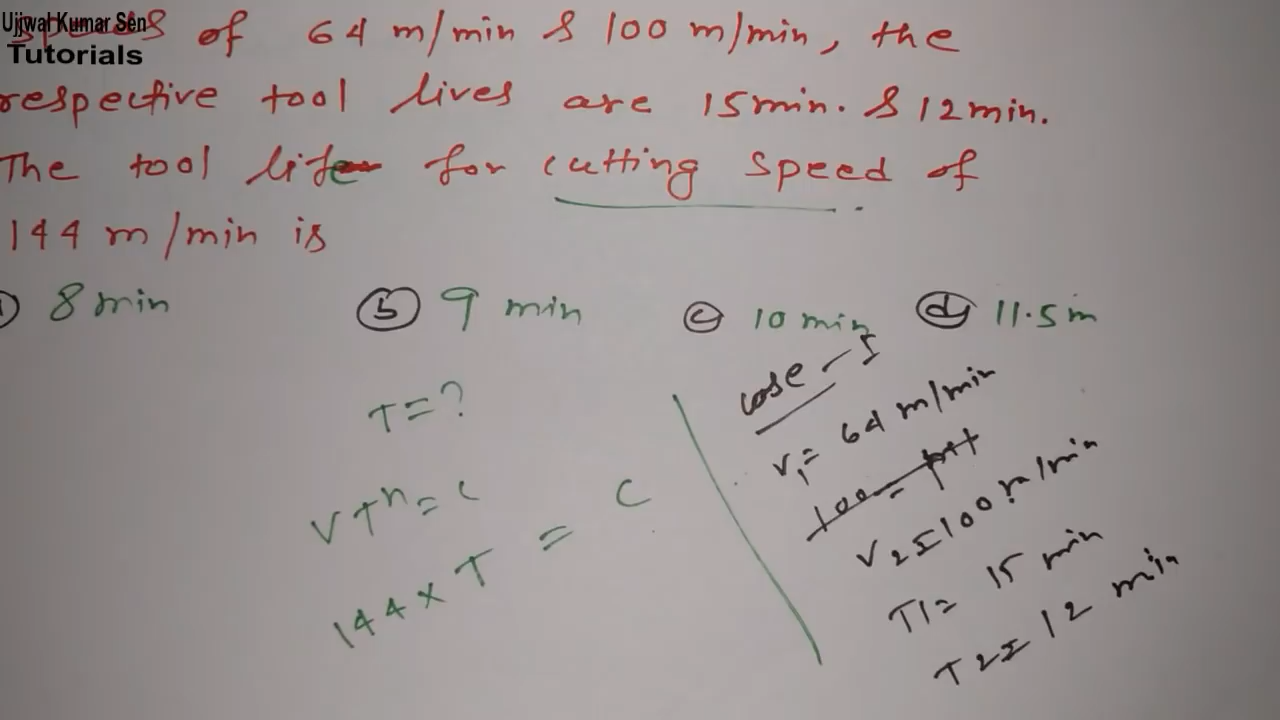 Ujjwal Kumar Sen
Tutorials
speeds of 64 m/min & 100 m/min, the
respective tool lives are 15min. & 12min.
The tool life for cutting speed of
144 m/min is
8 min
(b) 9 min
(c) 10 min
(d) 11.5 m
T=?
VTⁿ = C
144 × T = C
case - I
V₁= 64 m/min
V₂=100 m/min
T1= 15 min
T2= 12 min